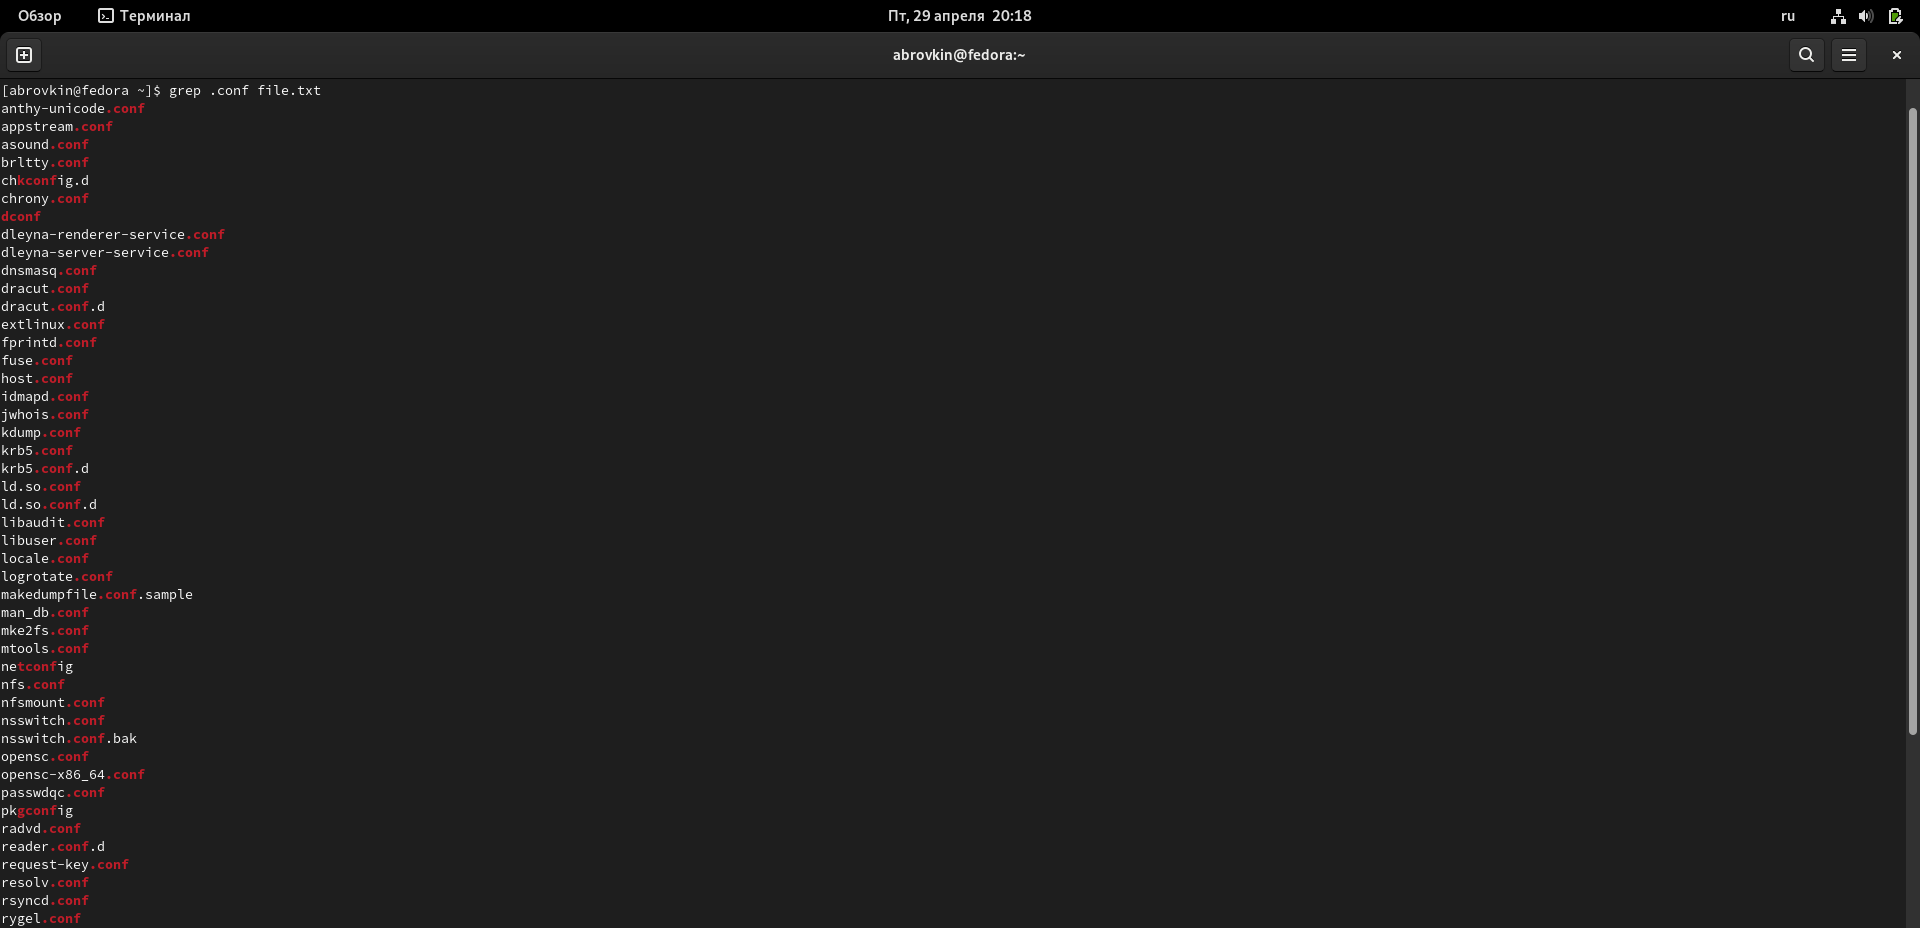 Обзор
Терминал
Пт, 29 апреля 20:18
ru
abrovkin@fedora:~
[abrovkin@fedora ~]$ grep .conf file.txt
anthy-unicode.conf
appstream.conf
asound.conf
brltty.conf
chkconfig.d
chrony.conf
dconf
dleyna-renderer-service.conf
dleyna-server-service.conf
dnsmasq.conf
dracut.conf
dracut.conf.d
extlinux.conf
fprintd.conf
fuse.conf
host.conf
idmapd.conf
jwhois.conf
kdump.conf
krb5.conf
krb5.conf.d
ld.so.conf
ld.so.conf.d
libaudit.conf
libuser.conf
locale.conf
logrotate.conf
makedumpfile.conf.sample
man_db.conf
mke2fs.conf
mtools.conf
netconfig
nfs.conf
nfsmount.conf
nsswitch.conf
nsswitch.conf.bak
opensc.conf
opensc-x86_64.conf
passwdqc.conf
pkgconfig
radvd.conf
reader.conf.d
request-key.conf
resolv.conf
rsyncd.conf
rygel.conf